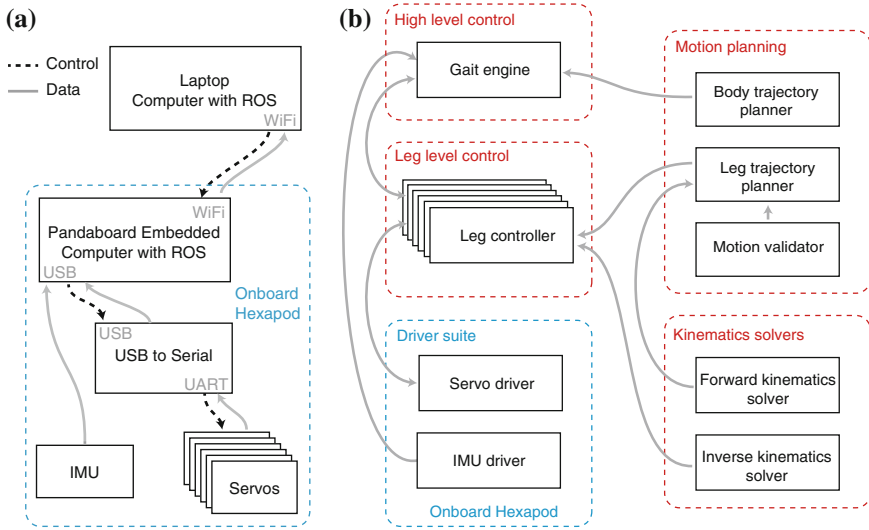 (a)
Control
Data
Laptop
Computer with ROS
WiFi
WiFi
Pandaboard Embedded
Computer with ROS
USB
Onboard
Hexapod
USB
USB to Serial
UART
IMU
Servos
(b)
High level control
Gait engine
Leg level control
Leg controller
Driver suite
Servo driver
IMU driver
Onboard Hexapod
Motion planning
Body trajectory
planner
Leg trajectory
planner
Motion validator
Kinematics solvers
Forward kinematics
solver
Inverse kinematics
solver